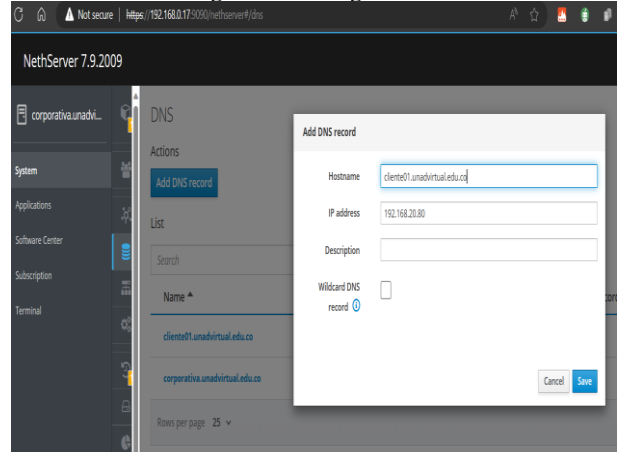 Not secure | https://192.168.0.17:9090/nethserver#/dns
NethServer 7.9.2009
corporativa.unadvi...
System
Applications
Software Center
Subscription
Terminal
DNS
Actions
Add DNS record
List
Search
Name
cliente01.unadvirtual.edu.co
corporativa.unadvirtual.edu.co
Rows per page 25
Add DNS record
Hostname cliente01.unadvirtual.edu.co
IP address 192.168.20.80
Description
Wildcard DNS
record
Cancel Save